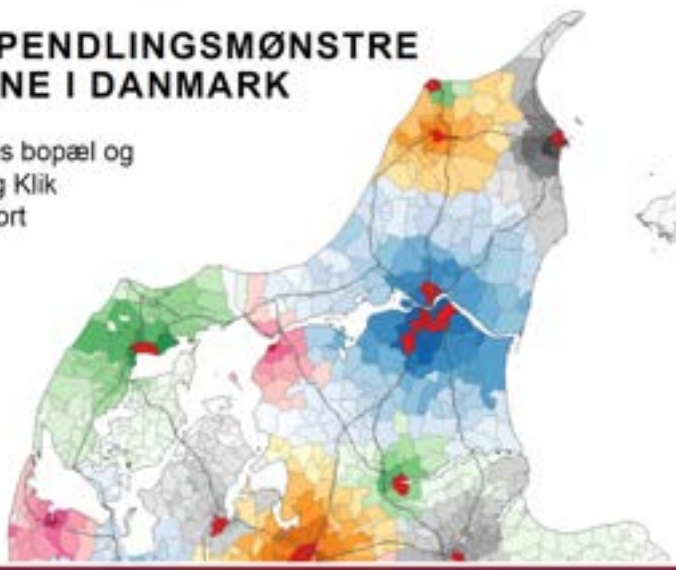 PENDLINGSMØNSTRE
NE I DANMARK
s bopæl og
g Klik
ort